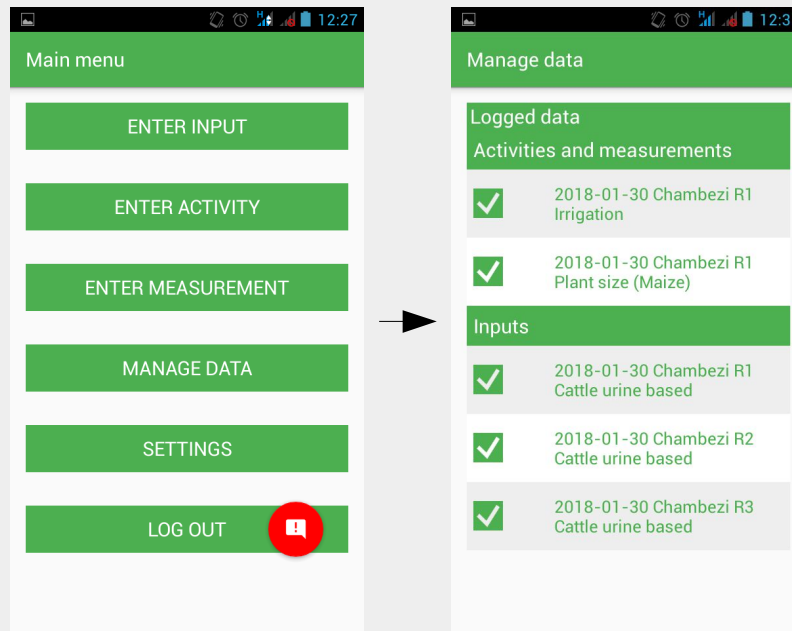 12:27
Main menu
ENTER INPUT
ENTER ACTIVITY
ENTER MEASUREMENT
MANAGE DATA
SETTINGS
LOG OUT
12:3
Manage data
Logged data
Activities and measurements
2018-01-30 Chambezi R1
Irrigation
2018-01-30 Chambezi R1
Plant size (Maize)
Inputs
2018-01-30 Chambezi R1
Cattle urine based
2018-01-30 Chambezi R2
Cattle urine based
2018-01-30 Chambezi R3
Cattle urine based